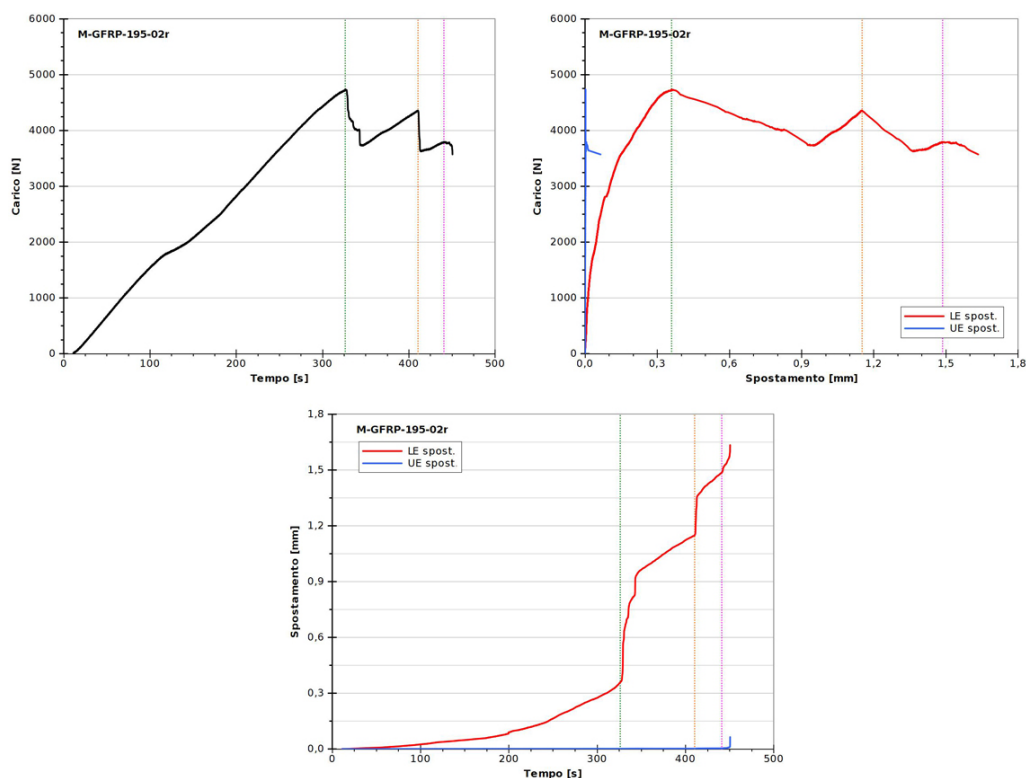 M-GFRP-195-02r
6000
5000
4000
3000
2000
1000
0
Carico [N]
0 100 200 300 400 500
Tempo [s]
M-GFRP-195-02r
6000
5000
4000
3000
2000
1000
0
Carico [N]
LE spost.
UE spost.
0,0 0,3 0,6 0,9 1,2 1,5 1,8
Spostamento [mm]
M-GFRP-195-02r
LE spost.
UE spost.
1,8
1,5
1,2
0,9
0,6
0,3
0,0
Spostamento [mm]
0 100 200 300 400 500
Tempo [s]